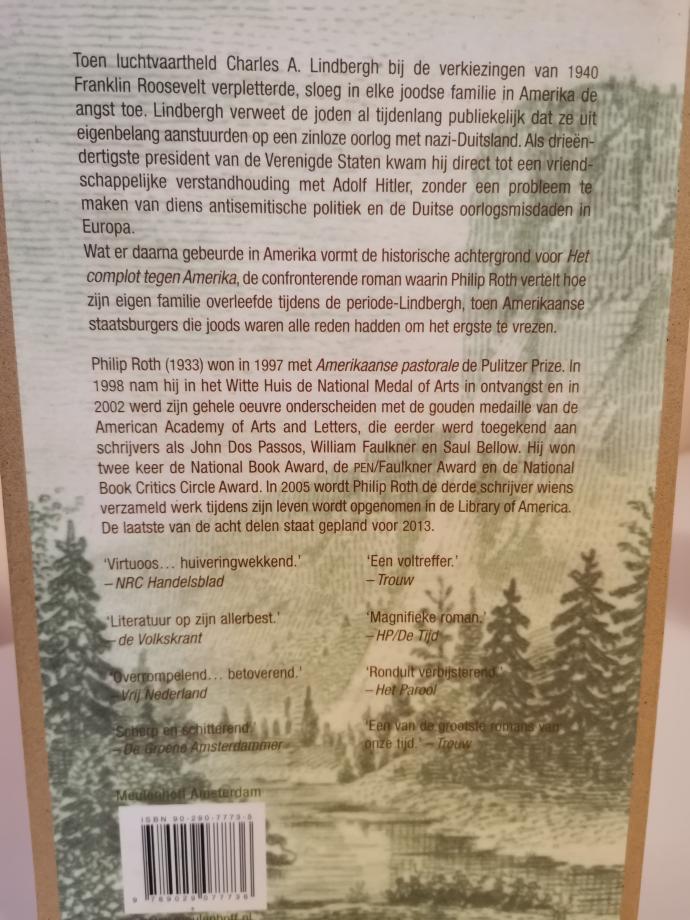 Toen luchtvaartheld Charles A. Lindbergh bij de verkiezingen van 1940
Franklin Roosevelt verpletterde, sloeg in elke joodse familie in Amerika de
angst toe. Lindbergh verweet de joden al tijdenlang publiekelijk dat ze uit
eigenbelang aanstuurden op een zinloze oorlog met nazi-Duitsland. Als drieën-
dertigste president van de Verenigde Staten kwam hij direct tot een vriend-
schappelijke verstandhouding met Adolf Hitler, zonder een probleem te
maken van diens antisemitische politiek en de Duitse oorlogsmisdaden in
Europa.
Wat er daarna gebeurde in Amerika vormt de historische achtergrond voor Het
complot tegen Amerika, de confronterende roman waarin Philip Roth vertelt hoe
zijn eigen familie overleefde tijdens de periode-Lindbergh, toen Amerikaanse
staatsburgers die joods waren alle reden hadden om het ergste te vrezen.
Philip Roth (1933) won in 1997 met Amerikaanse pastorale de Pulitzer Prize. In
1998 nam hij in het Witte Huis de National Medal of Arts in ontvangst en in
2002 werd zijn gehele oeuvre onderscheiden met de gouden medaille van de
American Academy of Arts and Letters, die eerder werd toegekend aan
schrijvers als John Dos Passos, William Faulkner en Saul Bellow. Hij won
twee keer de National Book Award, de PEN/Faulkner Award en de National
Book Critics Circle Award. In 2005 wordt Philip Roth de derde schrijver wiens
verzameld werk tijdens zijn leven wordt opgenomen in de Library of America.
De laatste van de acht delen staat gepland voor 2013.
'Virtuoos... huiveringwekkend.'
– NRC Handelsblad
'Literatuur op zijn allerbest.'
– de Volkskrant
'Overrompelend... betoverend.'
– Vrij Nederland
'Scherp en schitterend.'
– De Groene Amsterdammer
'Een voltreffer.'
– Trouw
'Magnifieke roman.'
– HP/De Tijd
'Ronduit verbijsterend.'
– Het Parool
'Een van de grootste romans van
onze tijd.' – Trouw
Meulenhoff Amsterdam
ISBN 90-290-7773-5
9 789029 077736